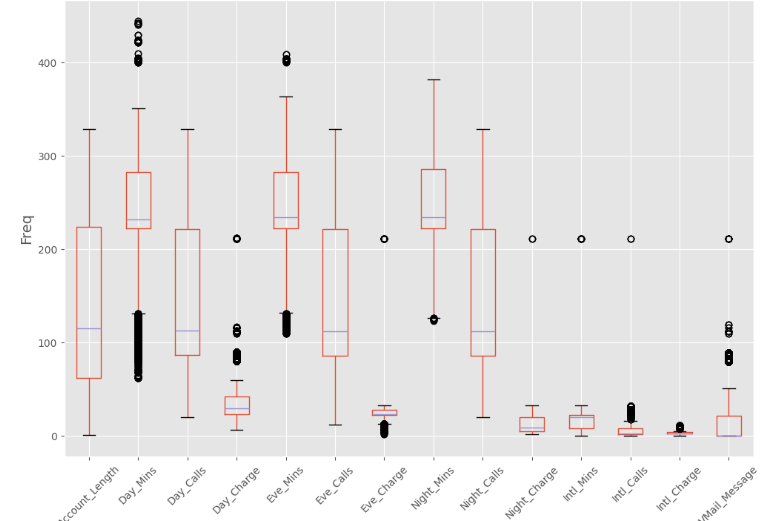 400
300
200
100
0
Freq
Account_Length
Day_Mins
Day_Calls
Day_Charge
Eve_Mins
Eve_Calls
Eve_Charge
Night_Mins
Night_Calls
Night_Charge
Intl_Mins
Intl_Calls
Intl_Charge
VMail_Message